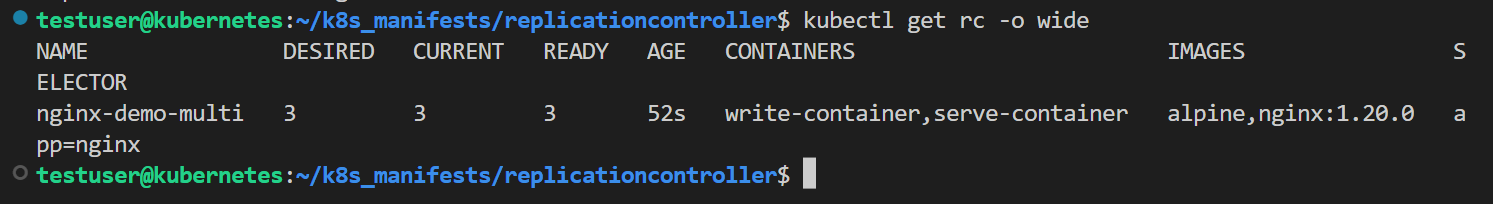 testuser@kubernetes:~/k8s_manifests/replicationcontroller$ kubectl get rc -o wide
NAME DESIRED CURRENT READY AGE CONTAINERS IMAGES S
ELECTOR
nginx-demo-multi 3 3 3 52s write-container,serve-container alpine,nginx:1.20.0 a
pp=nginx
testuser@kubernetes:~/k8s_manifests/replicationcontroller$